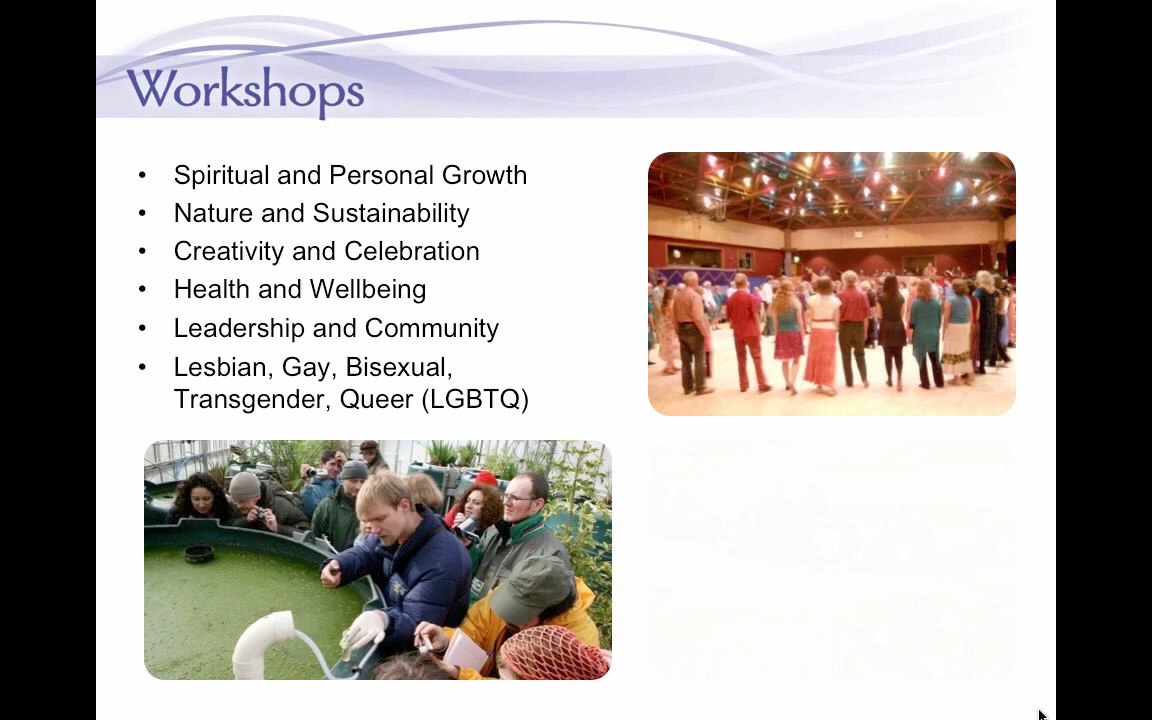 Workshops
• Spiritual and Personal Growth
• Nature and Sustainability
• Creativity and Celebration
• Health and Wellbeing
• Leadership and Community
• Lesbian, Gay, Bisexual,
Transgender, Queer (LGBTQ)